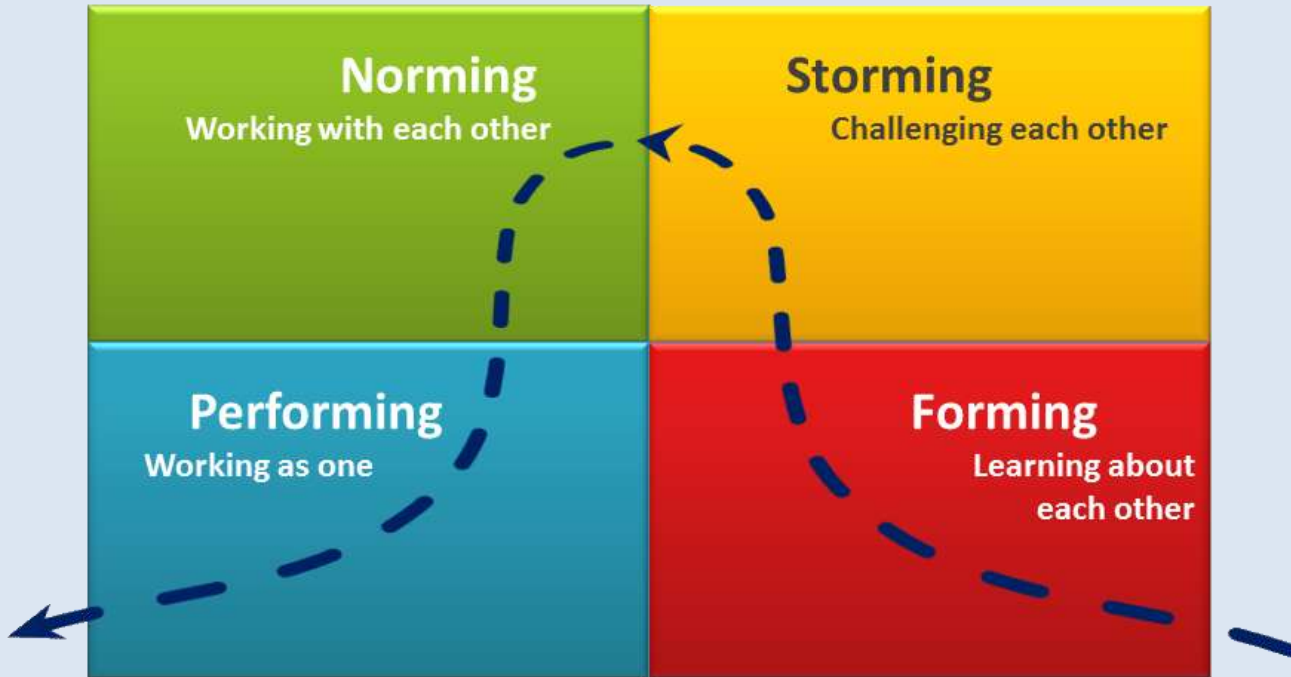 Norming
Working with each other
Storming
Challenging each other
Performing
Working as one
Forming
Learning about
each other